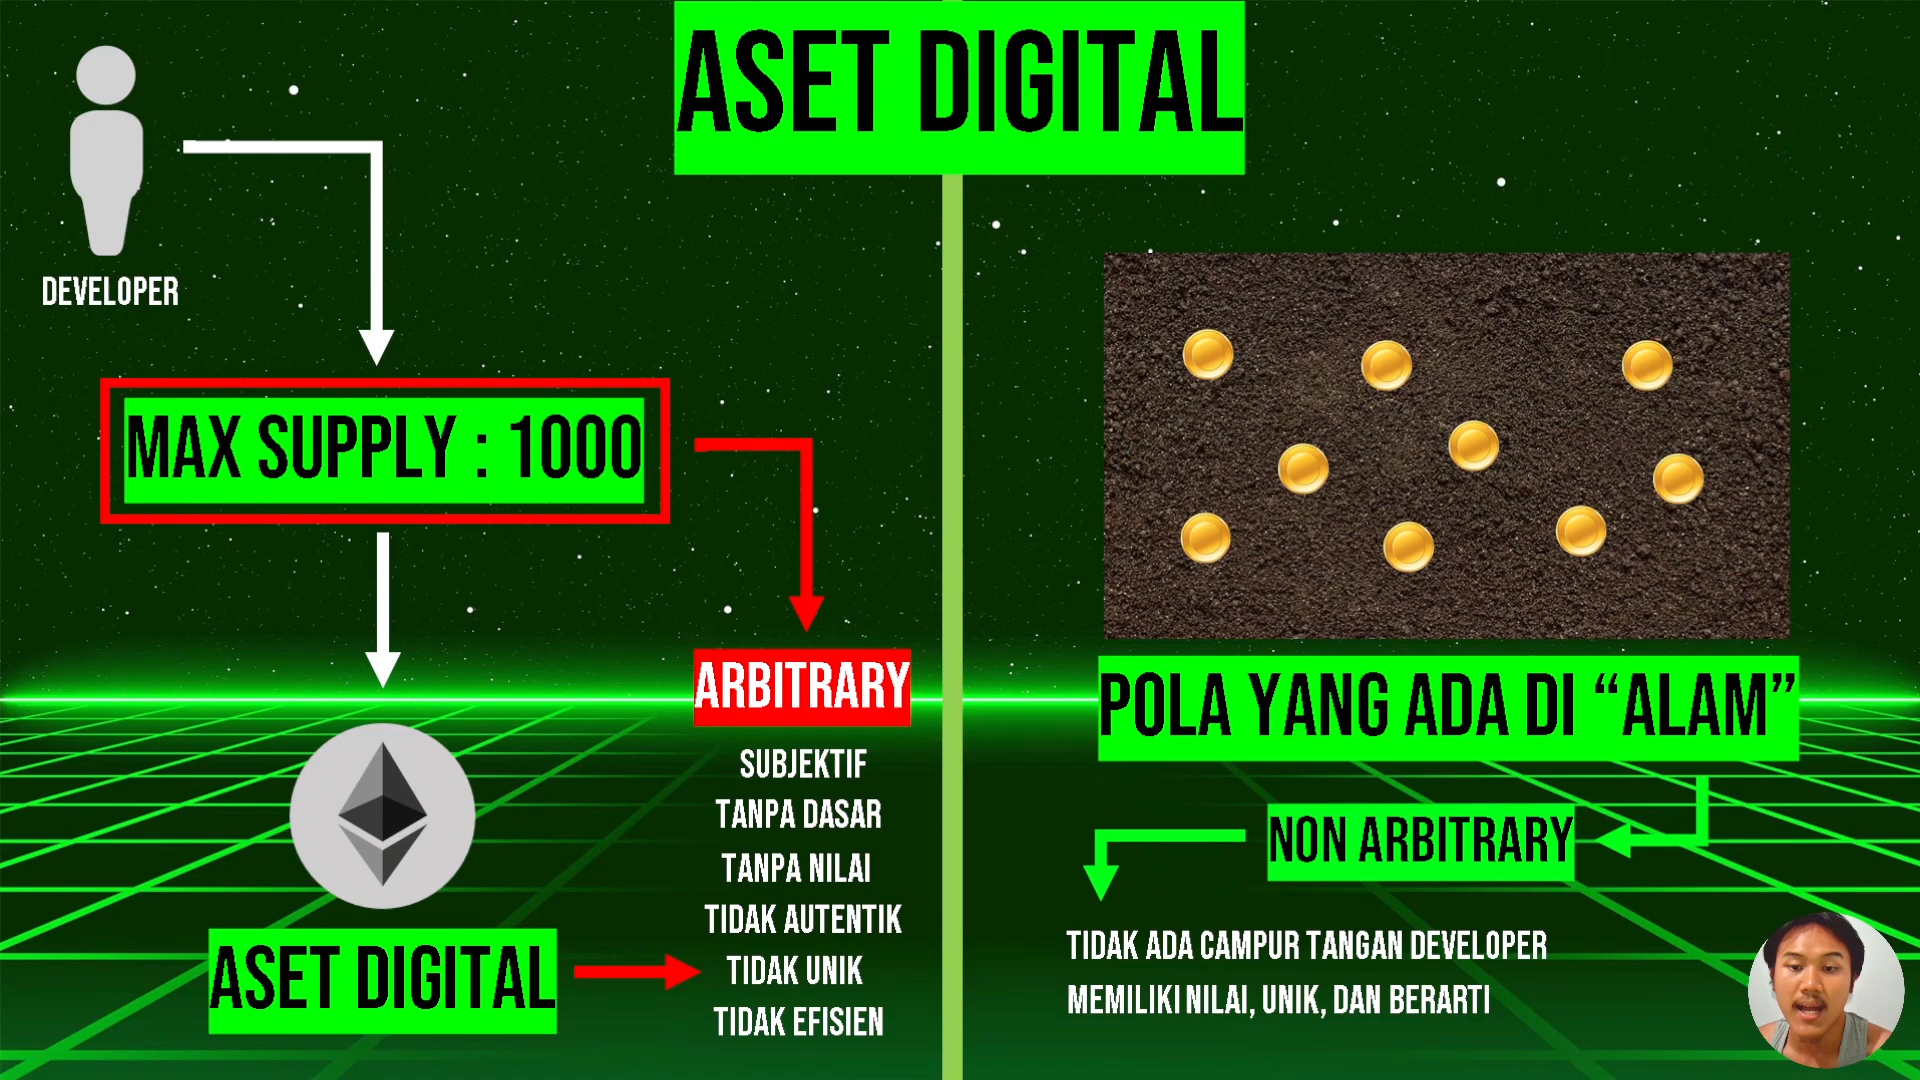 ASET DIGITAL
DEVELOPER
MAX SUPPLY : 1000
ARBITRARY
SUBJEKTIF
TANPA DASAR
TANPA NILAI
TIDAK AUTENTIK
TIDAK UNIK
TIDAK EFISIEN
ASET DIGITAL
POLA YANG ADA DI “ALAM”
NON ARBITRARY
TIDAK ADA CAMPUR TANGAN DEVELOPER
MEMILIKI NILAI, UNIK, DAN BERARTI